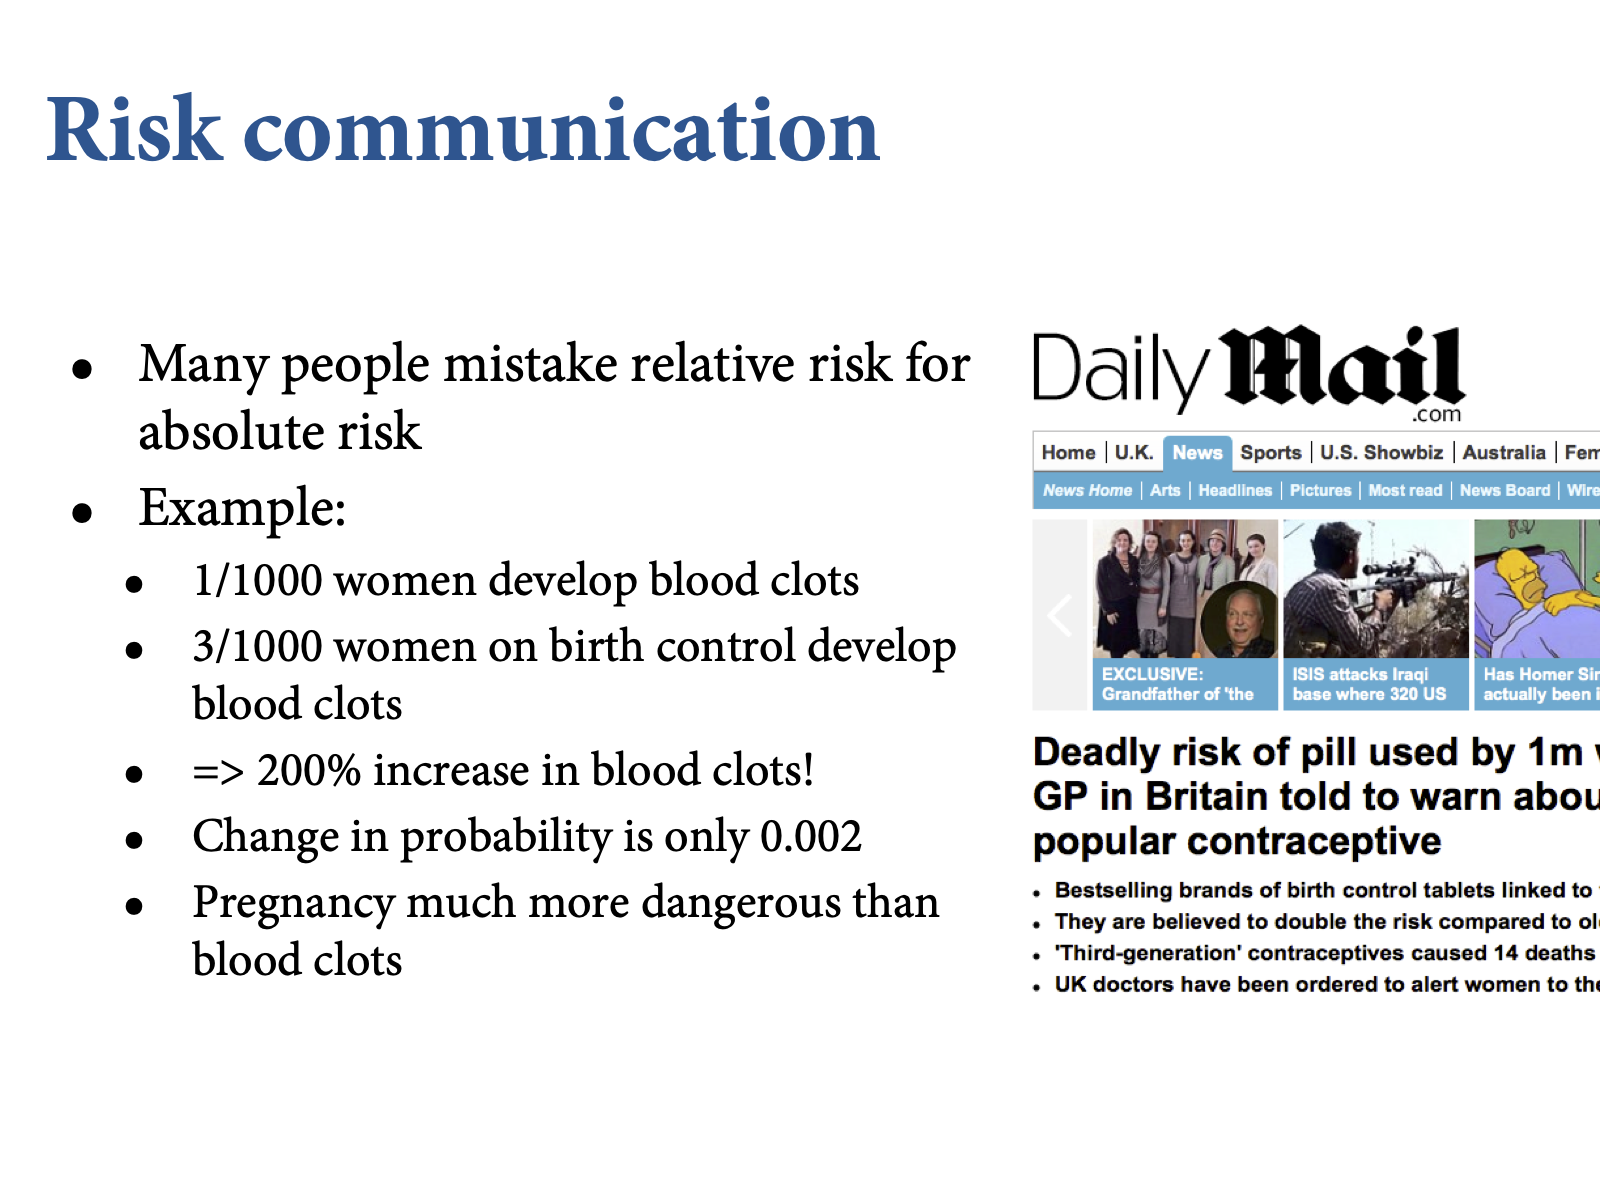 Risk communication
• Many people mistake relative risk for
absolute risk
• Example:
• 1/1000 women develop blood clots
• 3/1000 women on birth control develop
blood clots
• => 200% increase in blood clots!
• Change in probability is only 0.002
• Pregnancy much more dangerous than
blood clots
Daily Mail
.com
Home | U.K. | News | Sports | U.S. Showbiz | Australia |
News Home | Arts | Headlines | Pictures | Most read | News Board |
EXCLUSIVE:
Grandfather of 'the
ISIS attacks Iraqi
base where 320 US
Has Homer
actually been
Deadly risk of pill used by 1m
GP in Britain told to warn
popular contraceptive
• Bestselling brands of birth control tablets linked to
• They are believed to double the risk compared to
• 'Third-generation' contraceptives caused 14 deaths
• UK doctors have been ordered to alert women to